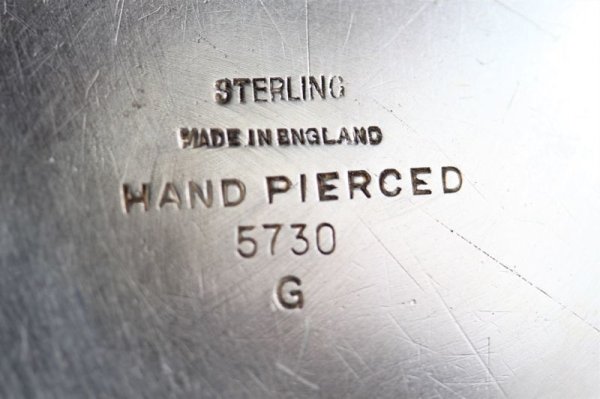 STERLING
MADE IN ENGLAND
HAND PIERCED
5730
G